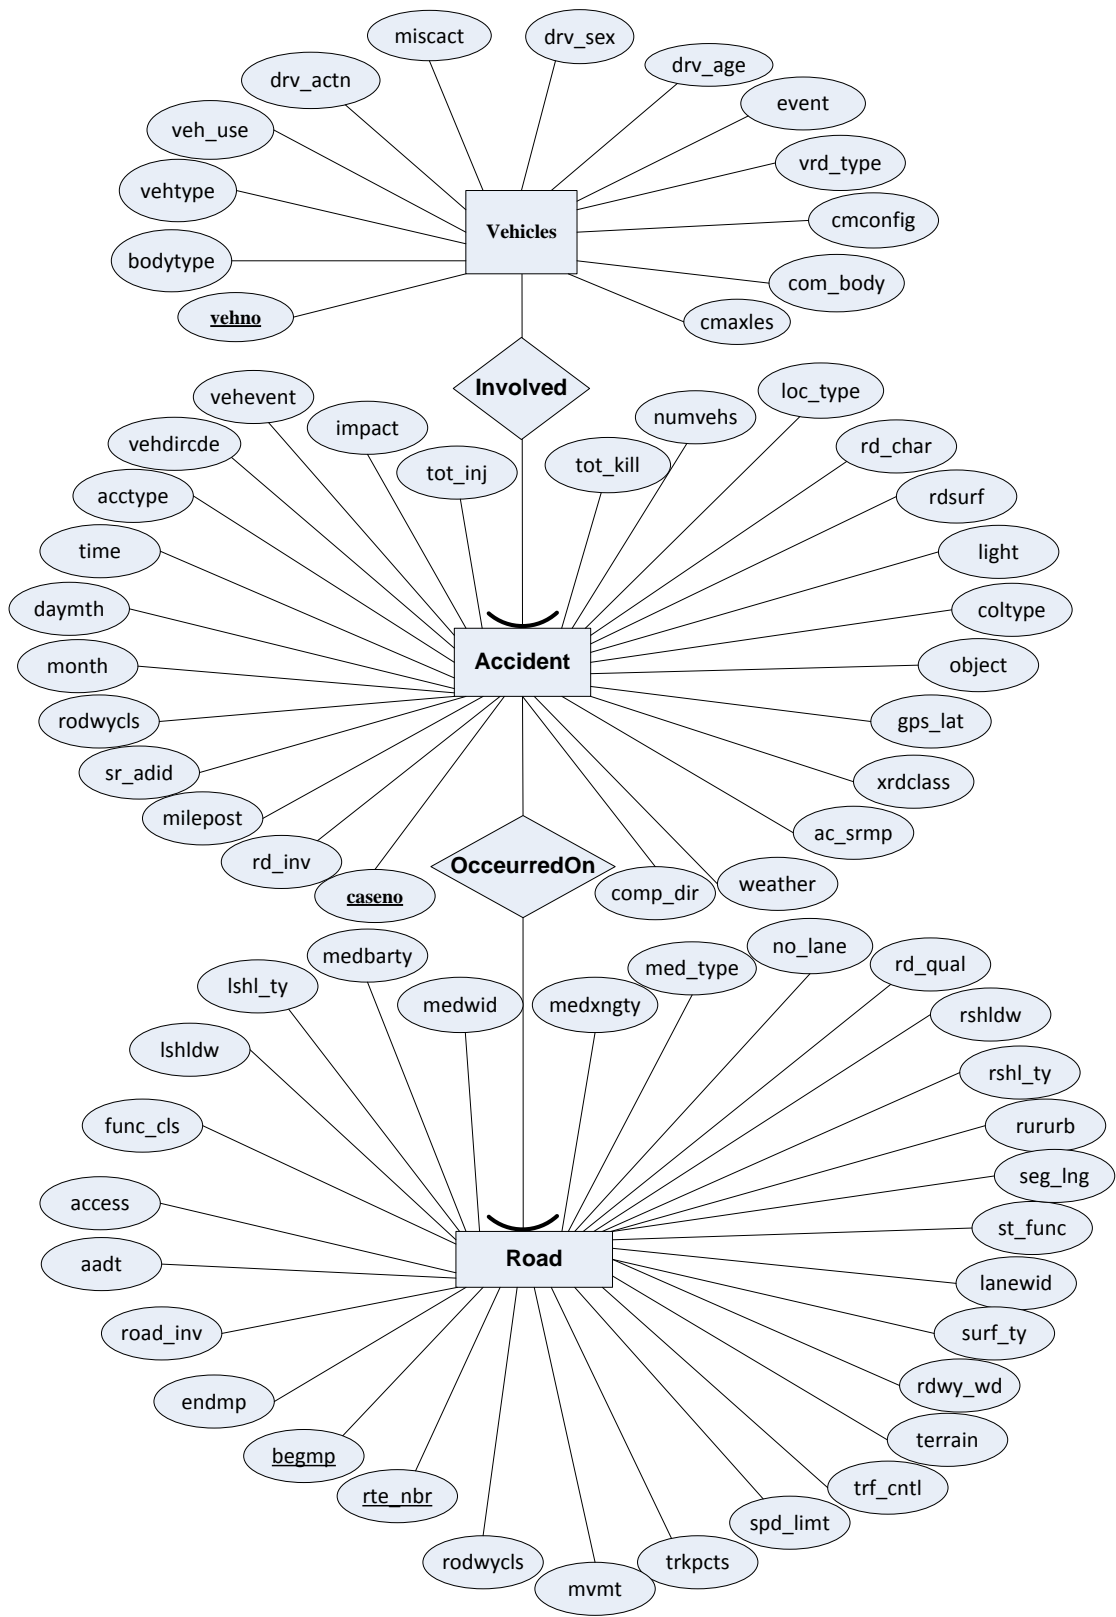 miscact
drv_sex
drv_actn
drv_age
event
veh_use
vrd_type
vehtype
cmconfig
Vehicles
bodytype
com_body
vehno
cmaxles
Involved
vehevent
loc_type
impact
numvehs
vehdircde
rd_char
tot_inj
tot_kill
acctype
rdsurf
time
light
daymth
coltype
month
Accident
object
rodwycls
gps_lat
sr_adid
xrdclass
milepost
ac_srmp
rd_inv
OcceurredOn
weather
caseno
comp_dir
medbarty
no_lane
lshl_ty
med_type
rd_qual
medwid
medxngty
rshldw
lshldw
rshl_ty
func_cls
rururb
seg_lng
access
st_func
aadt
Road
lanewid
road_inv
surf_ty
endmp
rdwy_wd
begmp
terrain
rte_nbr
trf_cntl
spd_limt
rodwycls
trkpcts
mvmt